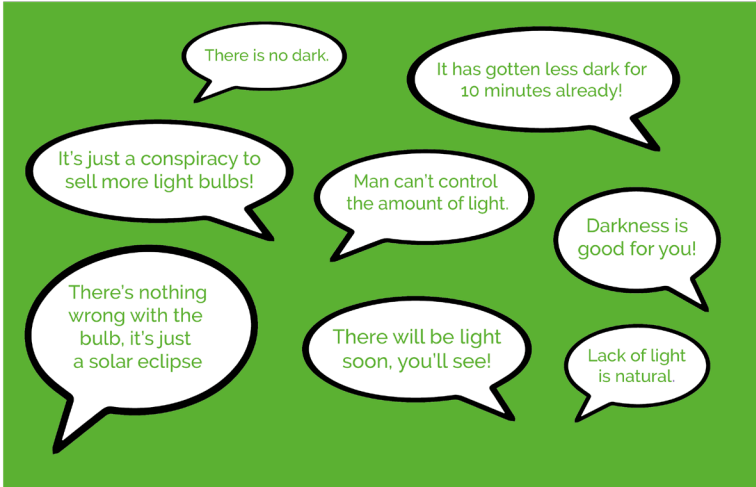 There is no dark.
It has gotten less dark for
10 minutes already!
It's just a conspiracy to
sell more light bulbs!
Man can't control
the amount of light.
Darkness is
good for you!
There's nothing
wrong with the
bulb, it's just
a solar eclipse
There will be light
soon, you'll see!
Lack of light
is natural.